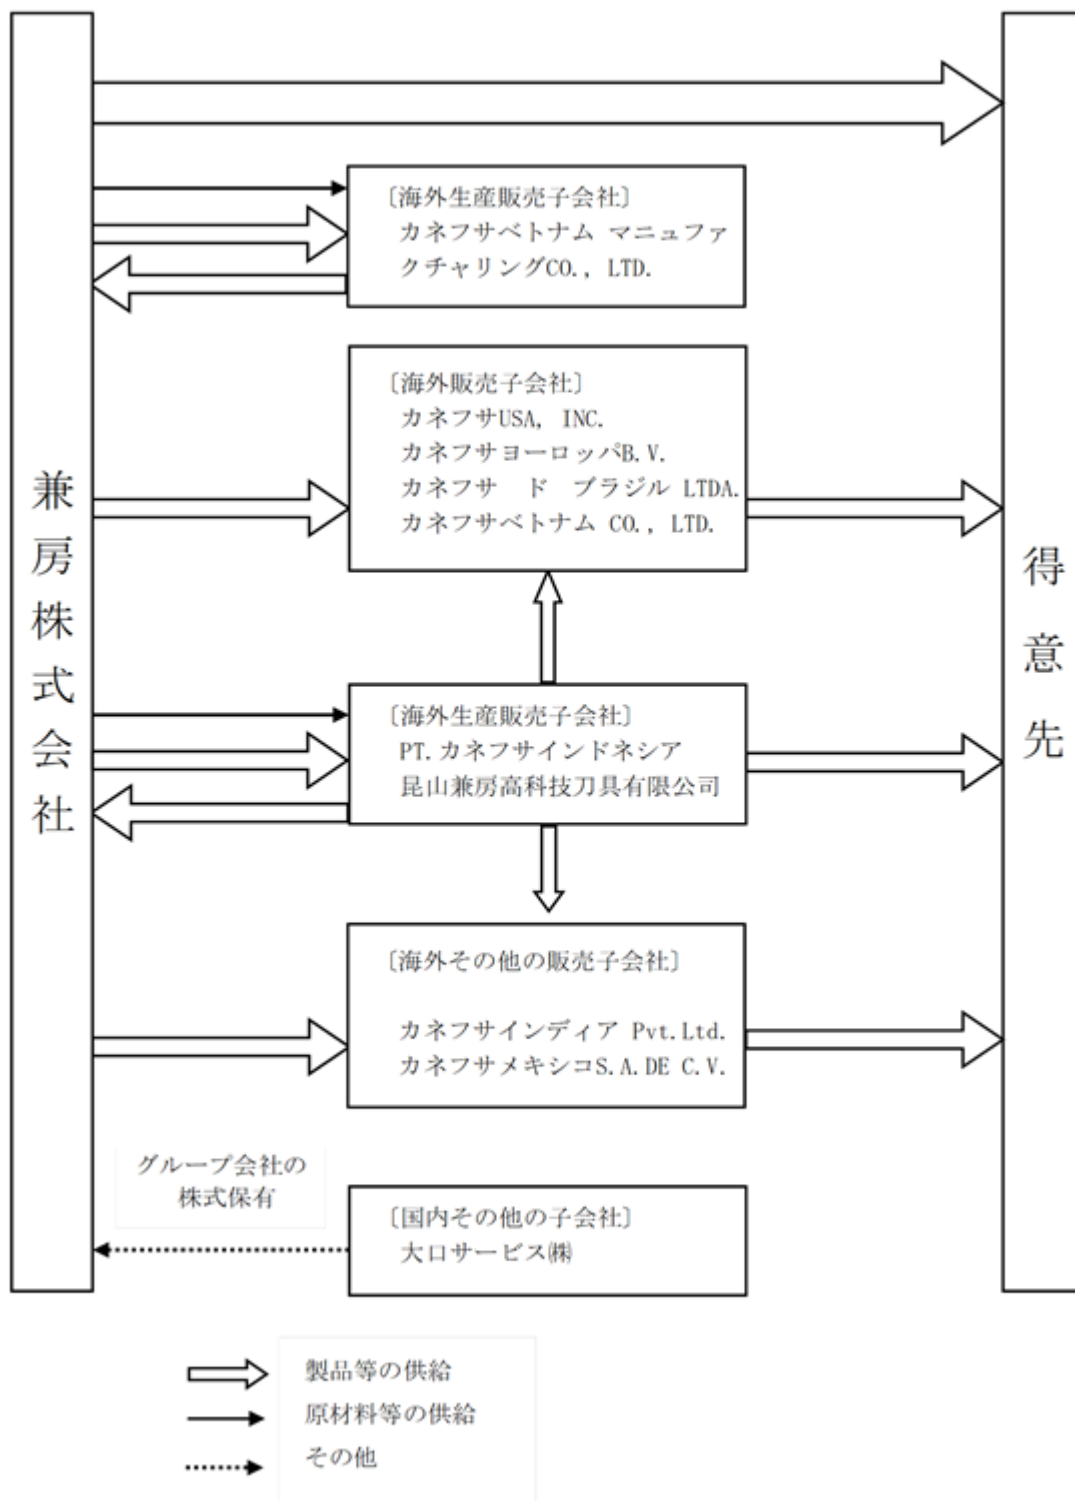 兼房株式会社
〔海外生産販売子会社〕
カネフサベトナム マニュファ
クチャリングCO., LTD.
〔海外販売子会社〕
カネフサUSA, INC.
カネフサヨーロッパB.V.
カネフサ ド ブラジル LTDA.
カネフサベトナム CO., LTD.
得意先
〔海外生産販売子会社〕
PT.カネフサインドネシア
昆山兼房高科技刀具有限公司
〔海外その他の販売子会社〕
カネフサインディア Pvt.Ltd.
カネフサメキシコS.A.DE C.V.
グループ会社の
株式保有
〔国内その他の子会社〕
大口サービス㈱
製品等の供給
原材料等の供給
その他